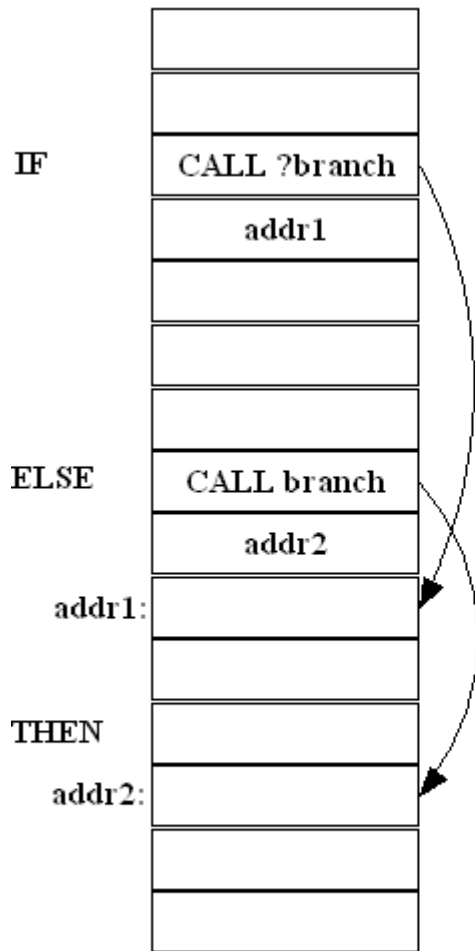 IF CALL ?branch
addr1
ELSE CALL branch
addr2
addr1:
THEN
addr2: